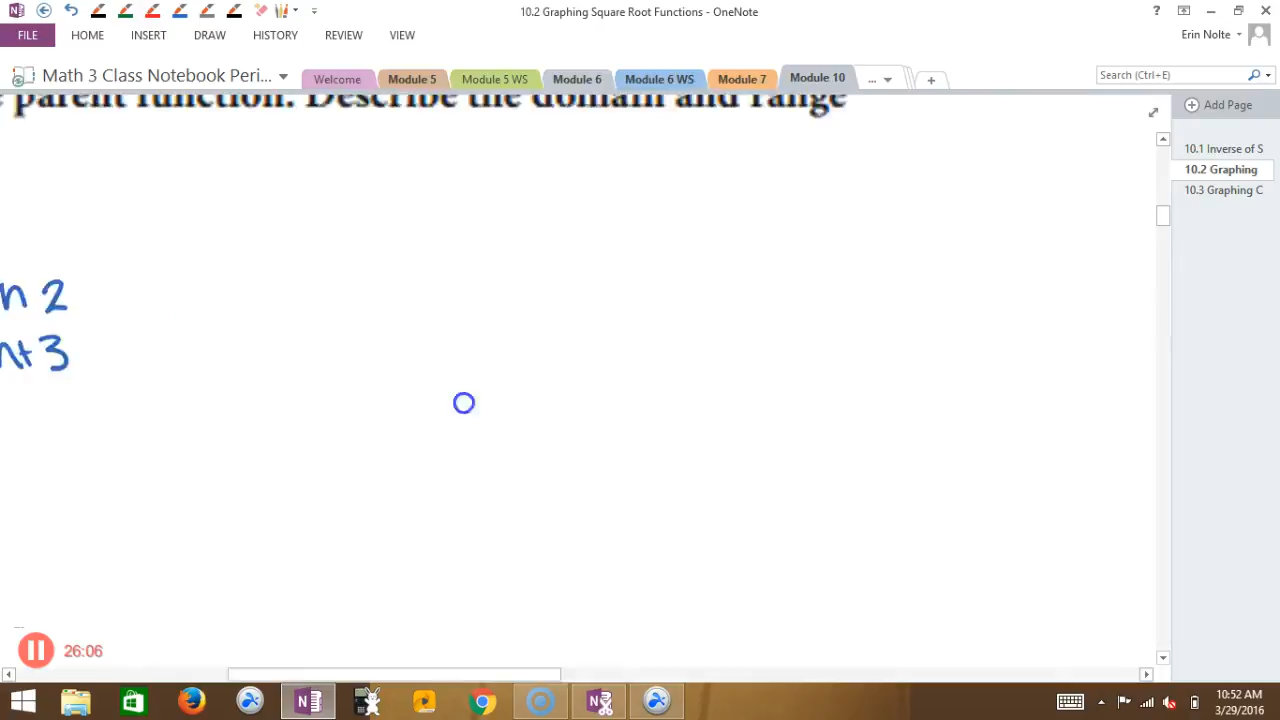 10.2 Graphing Square Root Functions - OneNote
?
FILE HOME INSERT DRAW HISTORY REVIEW VIEW
Erin Nolte
Math 3 Class Notebook Peri...
Welcome Module 5 Module 5 WS Module 6 Module 6 WS Module 7 Module 10 ...
Search (Ctrl+E)
Add Page
10.1 Inverse of S
10.2 Graphing
10.3 Graphing C
e parent function. Describe the domain and range
n 2
nt 3
26:06
10:52 AM
3/29/2016